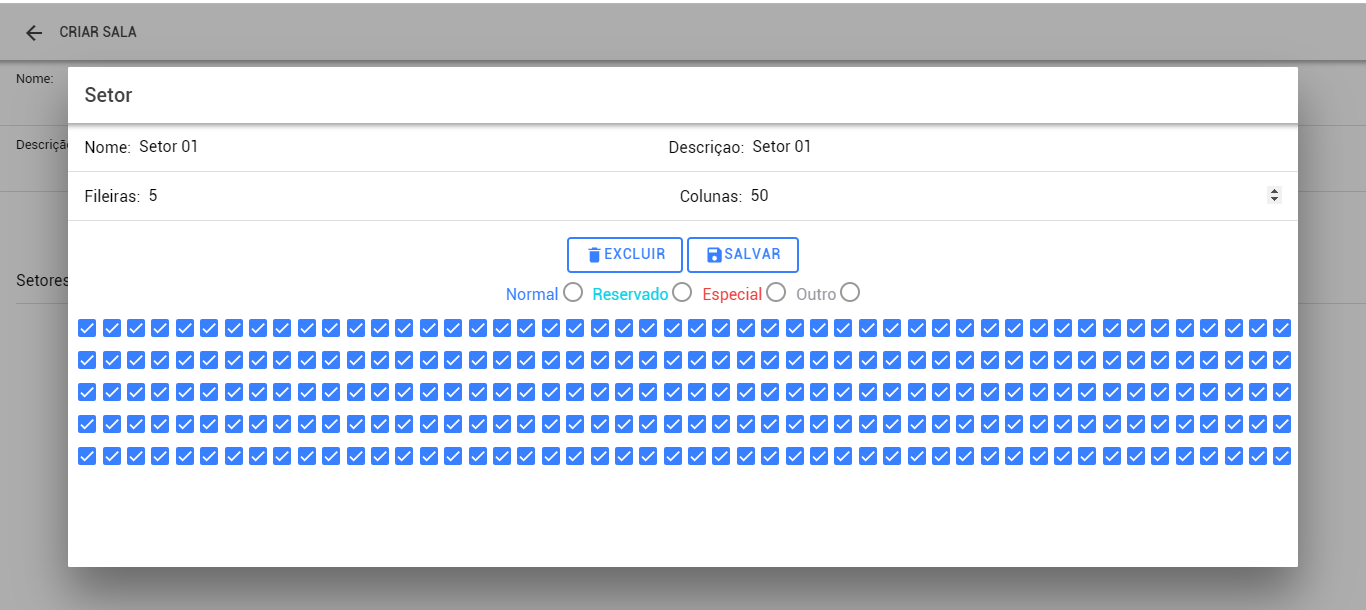 CRIAR SALA
Nome:
Setor
Descrição
Nome: Setor 01 Descriçao: Setor 01
Fileiras: 5 Colunas: 50
EXCLUIR SALVAR
Normal Reservado Especial Outro
Setores